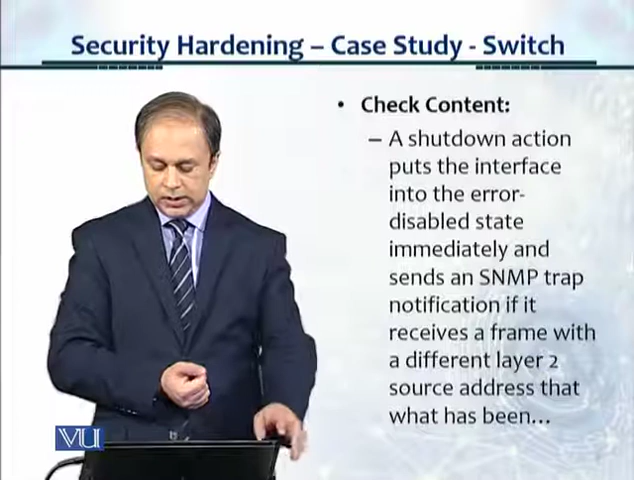 Security Hardening – Case Study - Switch
• Check Content:
– A shutdown action
puts the interface
into the error-
disabled state
immediately and
sends an SNMP trap
notification if it
receives a frame with
a different layer 2
source address that
what has been...
VU